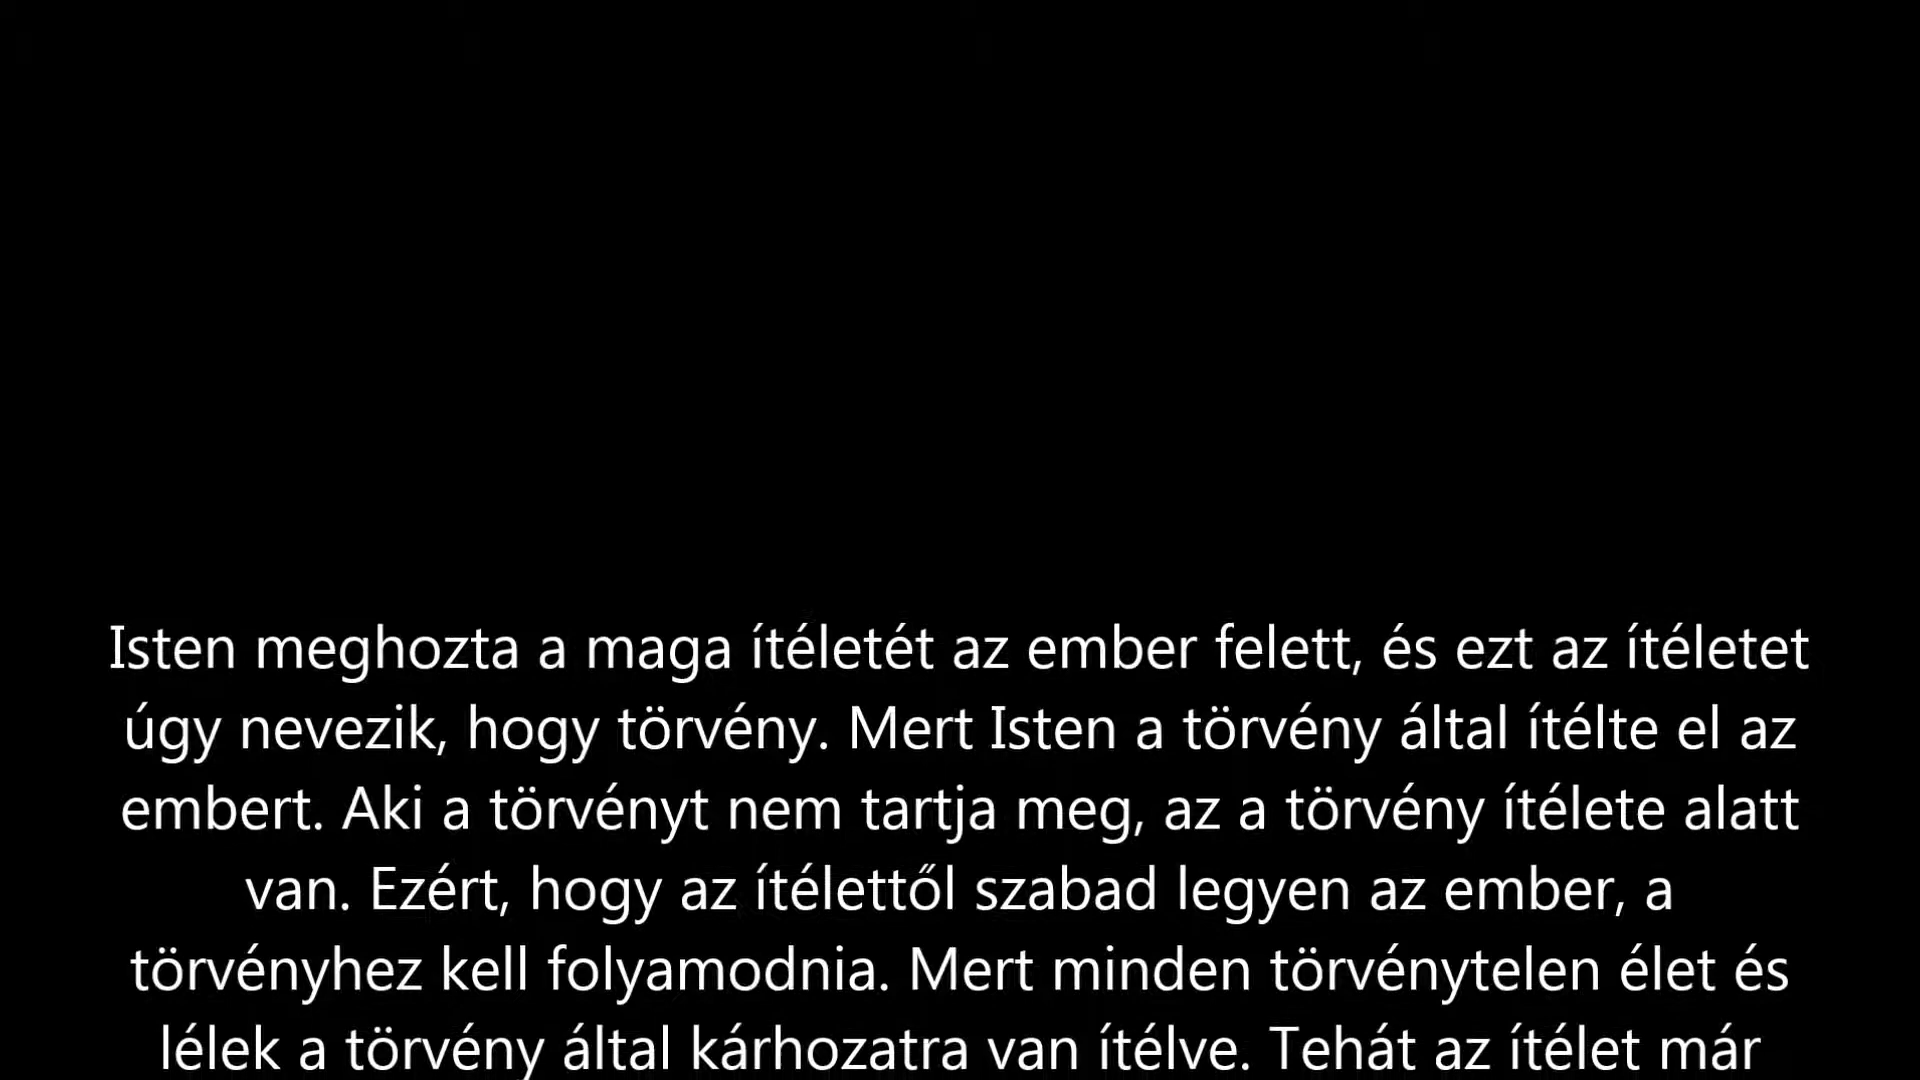 Isten meghozta a maga ítéletét az ember felett, és ezt az ítéletet
úgy nevezik, hogy törvény. Mert Isten a törvény által ítélte el az
embert. Aki a törvényt nem tartja meg, az a törvény ítélete alatt
van. Ezért, hogy az ítélettől szabad legyen az ember, a
törvényhez kell folyamodnia. Mert minden törvénytelen élet és
lélek a törvény által kárhozatra van ítélve. Tehát az ítélet már